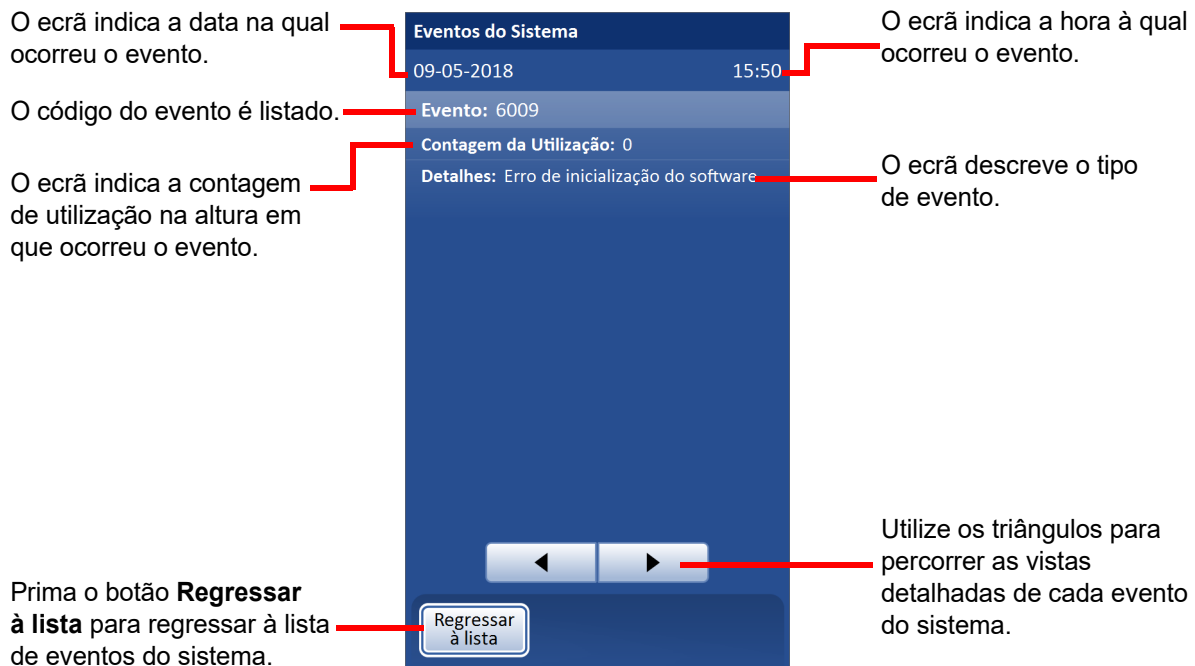 O ecrã indica a data na qual
ocorreu o evento.
O código do evento é listado.
O ecrã indica a contagem
de utilização na altura em
que ocorreu o evento.
Prima o botão Regressar
à lista para regressar à lista
de eventos do sistema.
Eventos do Sistema
09-05-2018 15:50
Evento: 6009
Contagem da Utilização: 0
Detalhes: Erro de inicialização do software
Regressar
à lista
O ecrã indica a hora à qual
ocorreu o evento.
O ecrã descreve o tipo
de evento.
Utilize os triângulos para
percorrer as vistas
detalhadas de cada evento
do sistema.